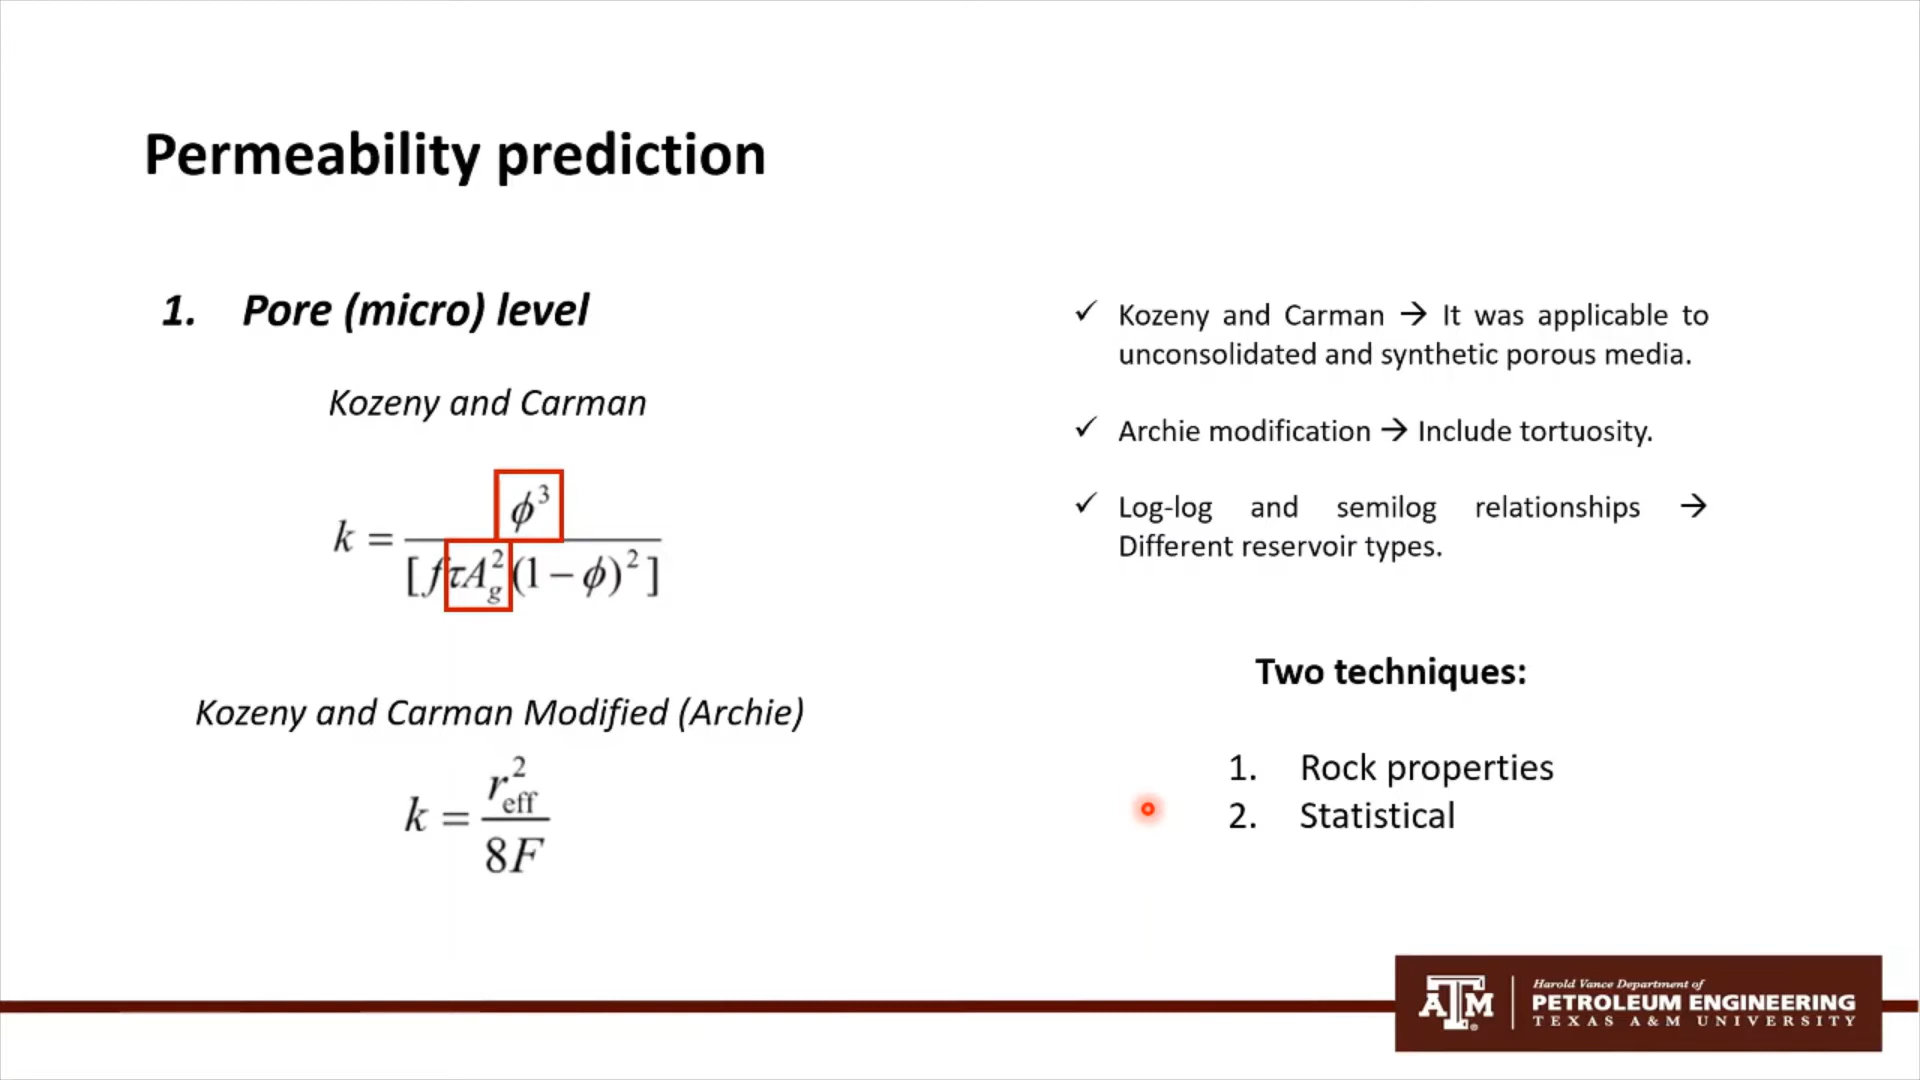 Permeability prediction
1. Pore (micro) level
Kozeny and Carman
k = ϕ³ / [fτA_g²(1 − ϕ)²]
Kozeny and Carman Modified (Archie)
k = r_eff² / 8F
✓ Kozeny and Carman → It was applicable to
unconsolidated and synthetic porous media.
✓ Archie modification → Include tortuosity.
✓ Log-log and semilog relationships →
Different reservoir types.
Two techniques:
1. Rock properties
2. Statistical
ATM
Harold Vance Department of
PETROLEUM ENGINEERING
TEXAS A&M UNIVERSITY